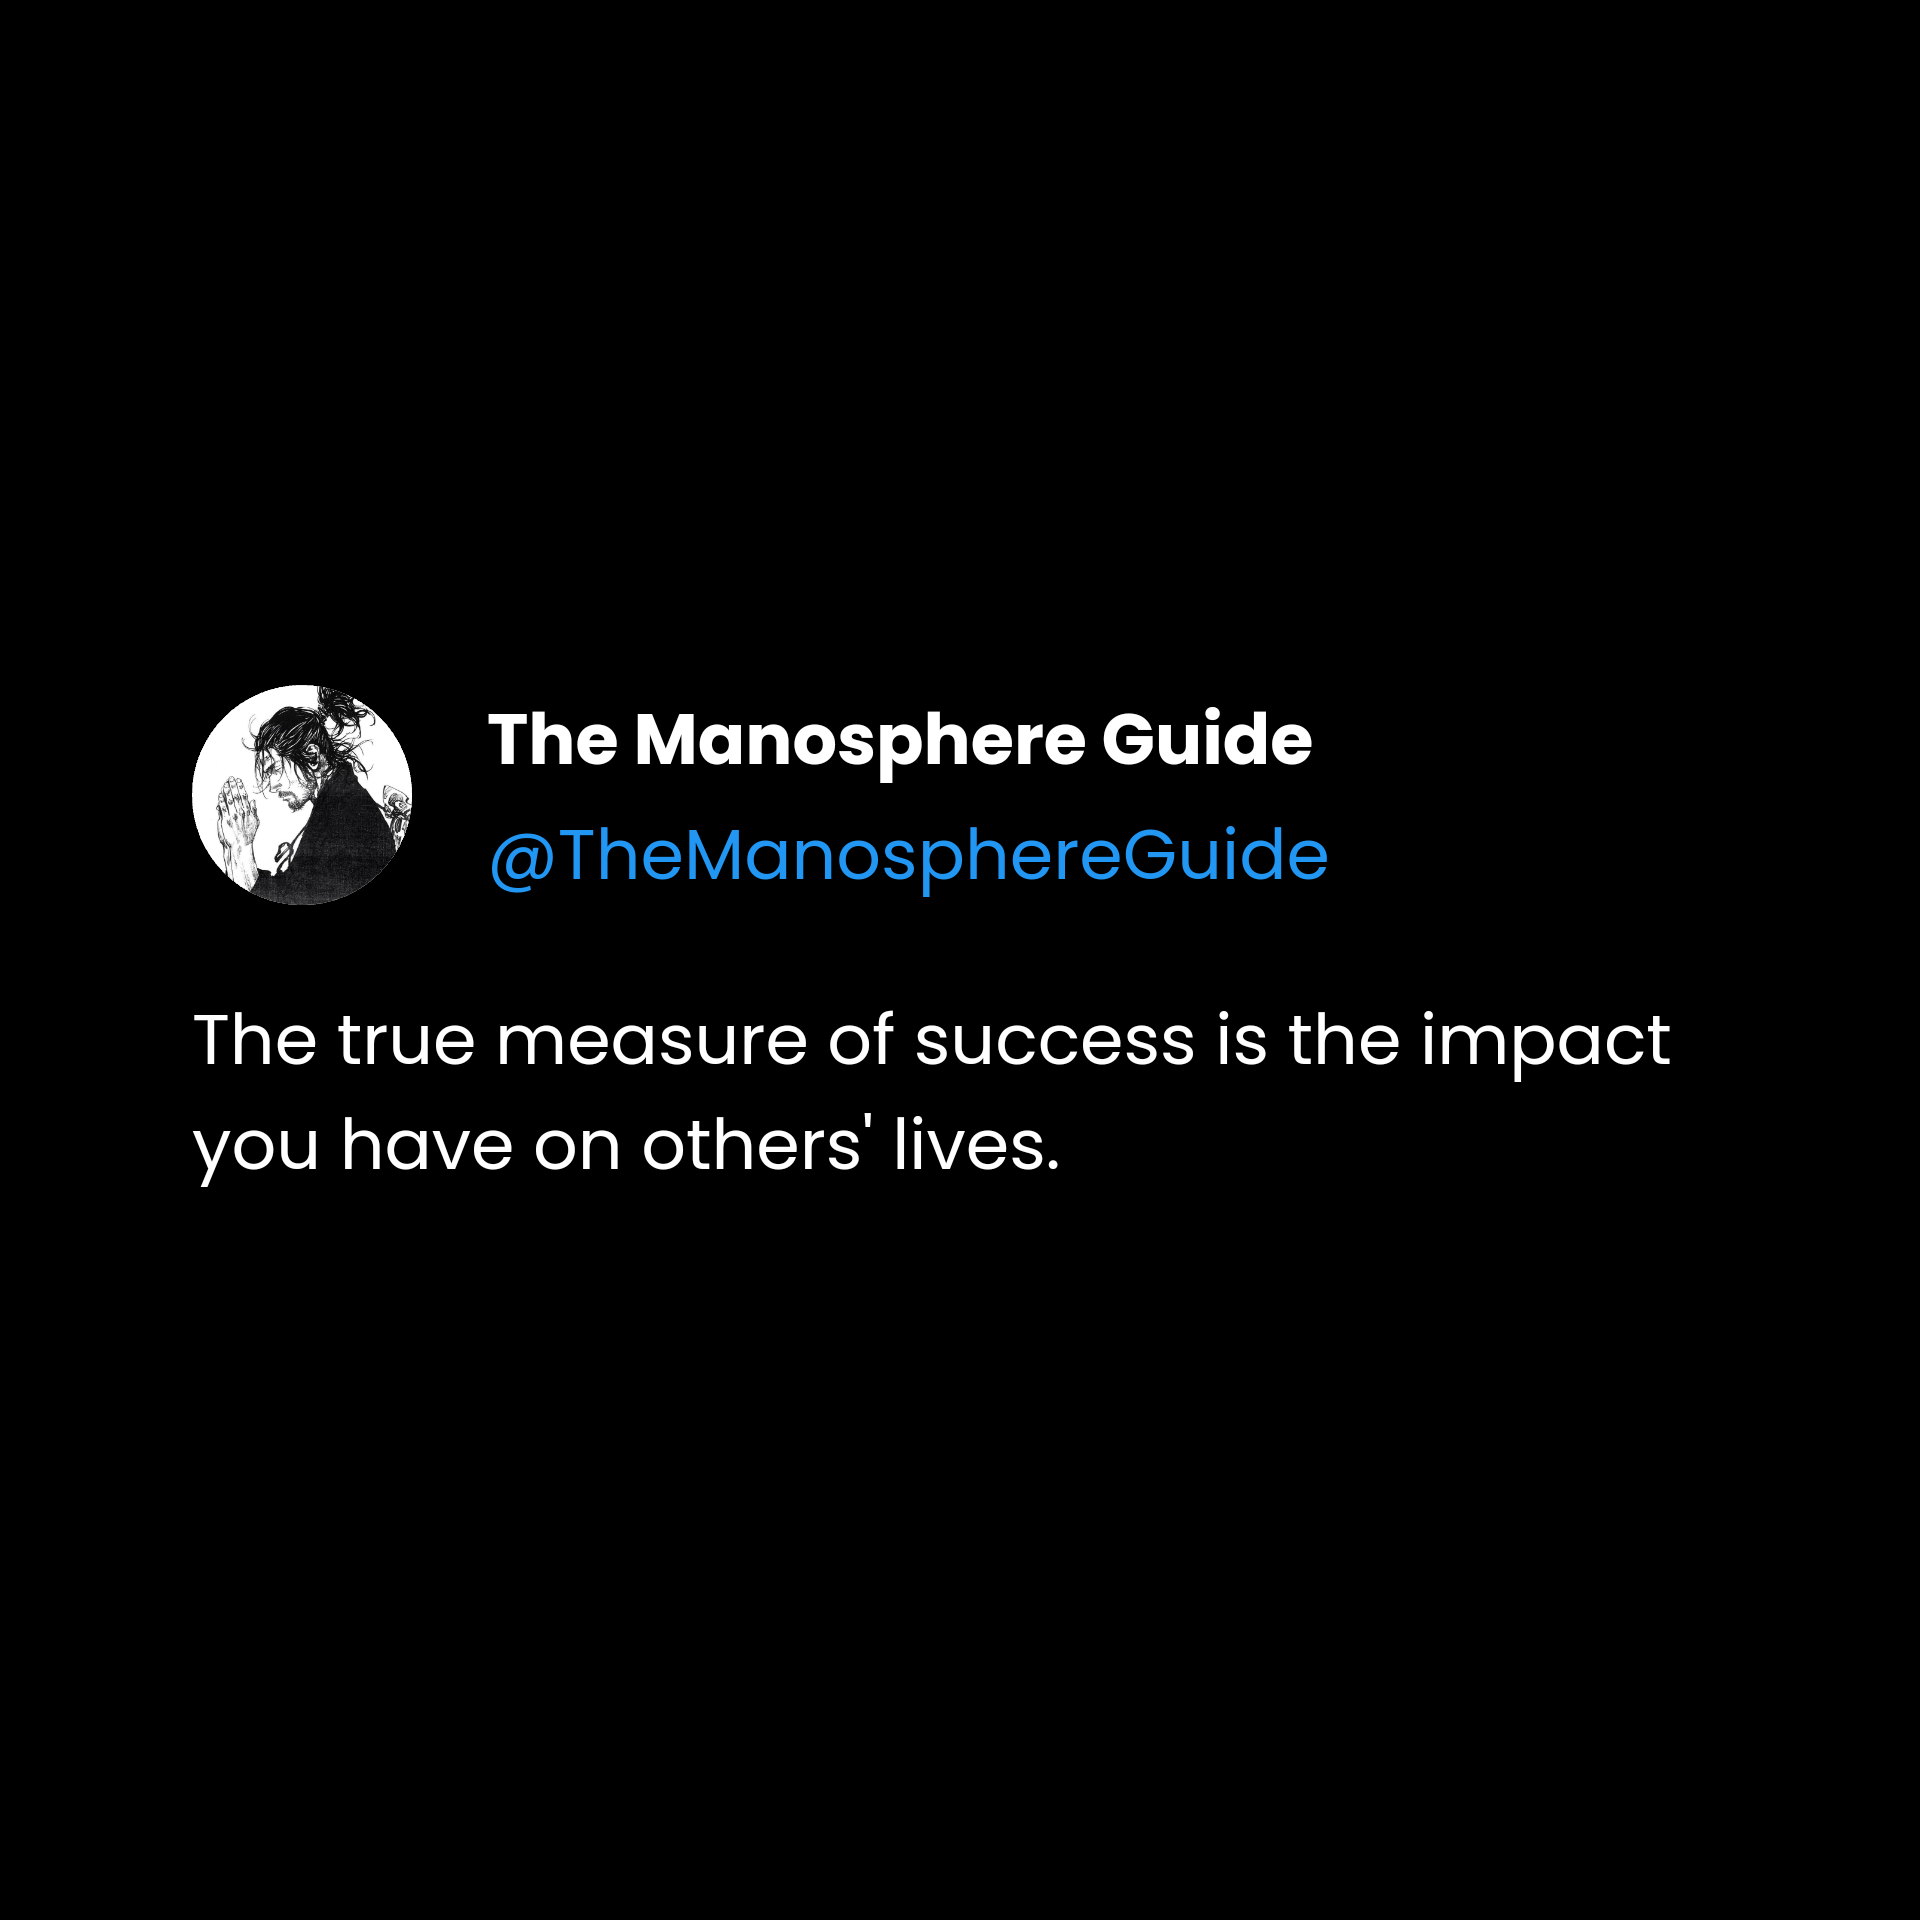 The Manosphere Guide
@TheManosphereGuide
The true measure of success is the impact
you have on others' lives.